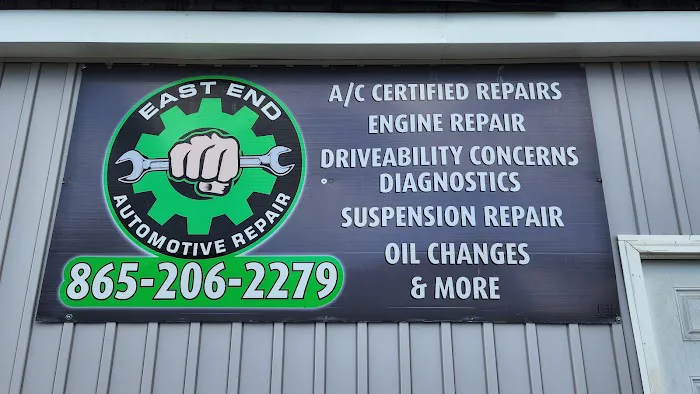 EAST END
AUTOMOTIVE REPAIR
865-206-2279
A/C CERTIFIED REPAIRS
ENGINE REPAIR
DRIVEABILITY CONCERNS
DIAGNOSTICS
SUSPENSION REPAIR
OIL CHANGES
& MORE